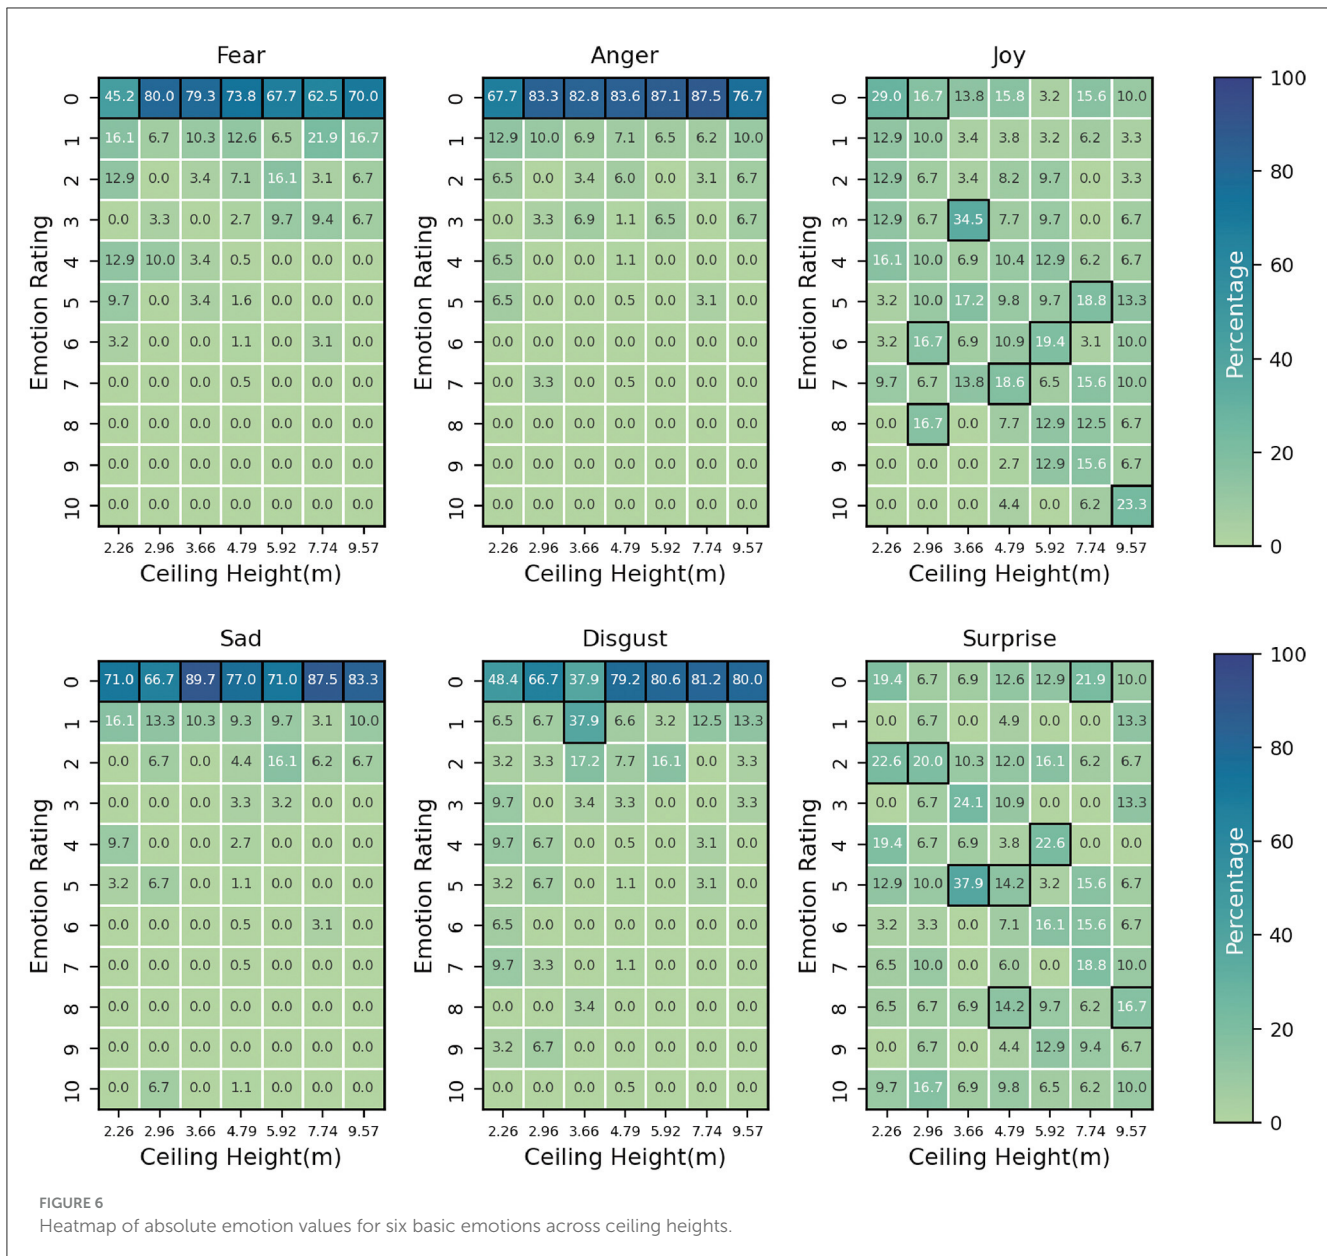 Fear
Emotion Rating
0 45.2 80.0 79.3 73.8 67.7 62.5 70.0
1 16.1 6.7 10.3 12.6 6.5 21.9 16.7
2 12.9 0.0 3.4 7.1 16.1 3.1 6.7
3 0.0 3.3 0.0 2.7 9.7 9.4 6.7
4 12.9 10.0 3.4 0.5 0.0 0.0 0.0
5 9.7 0.0 3.4 1.6 0.0 0.0 0.0
6 3.2 0.0 0.0 1.1 0.0 3.1 0.0
7 0.0 0.0 0.0 0.5 0.0 0.0 0.0
8 0.0 0.0 0.0 0.0 0.0 0.0 0.0
9 0.0 0.0 0.0 0.0 0.0 0.0 0.0
10 0.0 0.0 0.0 0.0 0.0 0.0 0.0
2.26 2.96 3.66 4.79 5.92 7.74 9.57
Ceiling Height(m)
Anger
Emotion Rating
0 67.7 83.3 82.8 83.6 87.1 87.5 76.7
1 12.9 10.0 6.9 7.1 6.5 6.2 10.0
2 6.5 0.0 3.4 6.0 0.0 3.1 6.7
3 0.0 3.3 6.9 1.1 6.5 0.0 6.7
4 6.5 0.0 0.0 1.1 0.0 0.0 0.0
5 6.5 0.0 0.0 0.5 0.0 3.1 0.0
6 0.0 0.0 0.0 0.0 0.0 0.0 0.0
7 0.0 3.3 0.0 0.5 0.0 0.0 0.0
8 0.0 0.0 0.0 0.0 0.0 0.0 0.0
9 0.0 0.0 0.0 0.0 0.0 0.0 0.0
10 0.0 0.0 0.0 0.0 0.0 0.0 0.0
2.26 2.96 3.66 4.79 5.92 7.74 9.57
Ceiling Height(m)
Joy
Emotion Rating
0 29.0 16.7 13.8 15.8 3.2 15.6 10.0
1 12.9 10.0 3.4 3.8 3.2 6.2 3.3
2 12.9 6.7 3.4 8.2 9.7 0.0 3.3
3 12.9 6.7 34.5 7.7 9.7 0.0 6.7
4 16.1 10.0 6.9 10.4 12.9 6.2 6.7
5 3.2 10.0 17.2 9.8 9.7 18.8 13.3
6 3.2 16.7 6.9 10.9 19.4 3.1 10.0
7 9.7 6.7 13.8 18.6 6.5 15.6 10.0
8 0.0 16.7 0.0 7.7 12.9 12.5 6.7
9 0.0 0.0 0.0 2.7 12.9 15.6 6.7
10 0.0 0.0 0.0 4.4 0.0 6.2 23.3
2.26 2.96 3.66 4.79 5.92 7.74 9.57
Ceiling Height(m)
100
80
60
40
20
0
Percentage
Sad
Emotion Rating
0 71.0 66.7 89.7 77.0 71.0 87.5 83.3
1 16.1 13.3 10.3 9.3 9.7 3.1 10.0
2 0.0 6.7 0.0 4.4 16.1 6.2 6.7
3 0.0 0.0 0.0 3.3 3.2 0.0 0.0
4 9.7 0.0 0.0 2.7 0.0 0.0 0.0
5 3.2 6.7 0.0 1.1 0.0 0.0 0.0
6 0.0 0.0 0.0 0.5 0.0 3.1 0.0
7 0.0 0.0 0.0 0.5 0.0 0.0 0.0
8 0.0 0.0 0.0 0.0 0.0 0.0 0.0
9 0.0 0.0 0.0 0.0 0.0 0.0 0.0
10 0.0 6.7 0.0 1.1 0.0 0.0 0.0
2.26 2.96 3.66 4.79 5.92 7.74 9.57
Ceiling Height(m)
Disgust
Emotion Rating
0 48.4 66.7 37.9 79.2 80.6 81.2 80.0
1 6.5 6.7 37.9 6.6 3.2 12.5 13.3
2 3.2 3.3 17.2 7.7 16.1 0.0 3.3
3 9.7 0.0 3.4 3.3 0.0 0.0 3.3
4 9.7 6.7 0.0 0.5 0.0 3.1 0.0
5 3.2 6.7 0.0 1.1 0.0 3.1 0.0
6 6.5 0.0 0.0 0.0 0.0 0.0 0.0
7 9.7 3.3 0.0 1.1 0.0 0.0 0.0
8 0.0 0.0 3.4 0.0 0.0 0.0 0.0
9 3.2 6.7 0.0 0.0 0.0 0.0 0.0
10 0.0 0.0 0.0 0.5 0.0 0.0 0.0
2.26 2.96 3.66 4.79 5.92 7.74 9.57
Ceiling Height(m)
Surprise
Emotion Rating
0 19.4 6.7 6.9 12.6 12.9 21.9 10.0
1 0.0 6.7 0.0 4.9 0.0 0.0 13.3
2 22.6 20.0 10.3 12.0 16.1 6.2 6.7
3 0.0 6.7 24.1 10.9 0.0 0.0 13.3
4 19.4 6.7 6.9 3.8 22.6 0.0 0.0
5 12.9 10.0 37.9 14.2 3.2 15.6 6.7
6 3.2 3.3 0.0 7.1 16.1 15.6 6.7
7 6.5 10.0 0.0 6.0 0.0 18.8 10.0
8 6.5 6.7 6.9 14.2 9.7 6.2 16.7
9 0.0 6.7 0.0 4.4 12.9 9.4 6.7
10 9.7 16.7 6.9 9.8 6.5 6.2 10.0
2.26 2.96 3.66 4.79 5.92 7.74 9.57
Ceiling Height(m)
100
80
60
40
20
0
Percentage
FIGURE 6
Heatmap of absolute emotion values for six basic emotions across ceiling heights.